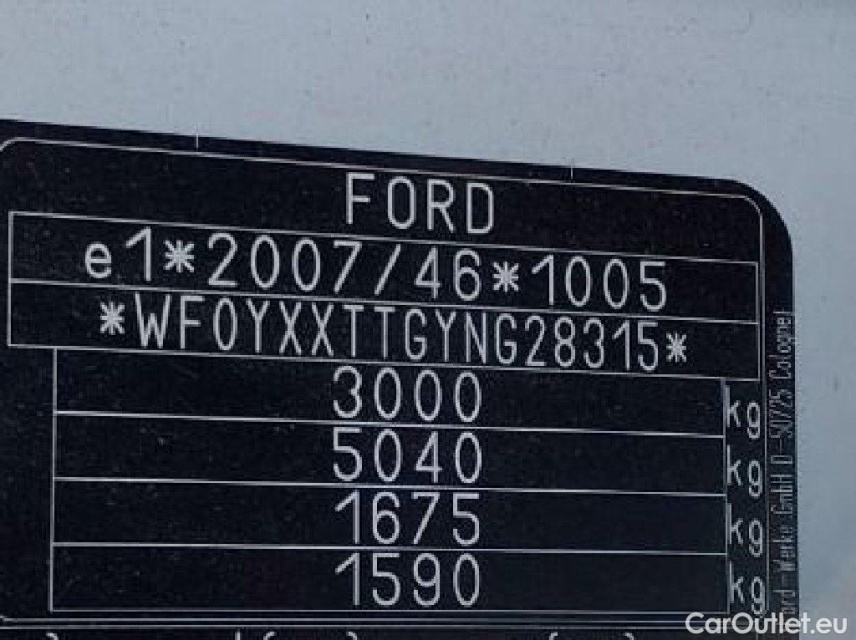 FORD
e1*2007/46*1005
*WF0YXXTTGYNG28315*
3000 kg
5040 kg
1675 kg
1590 kg
Ford-Werke GmbH D-50725 Cologne
CarOutlet.eu